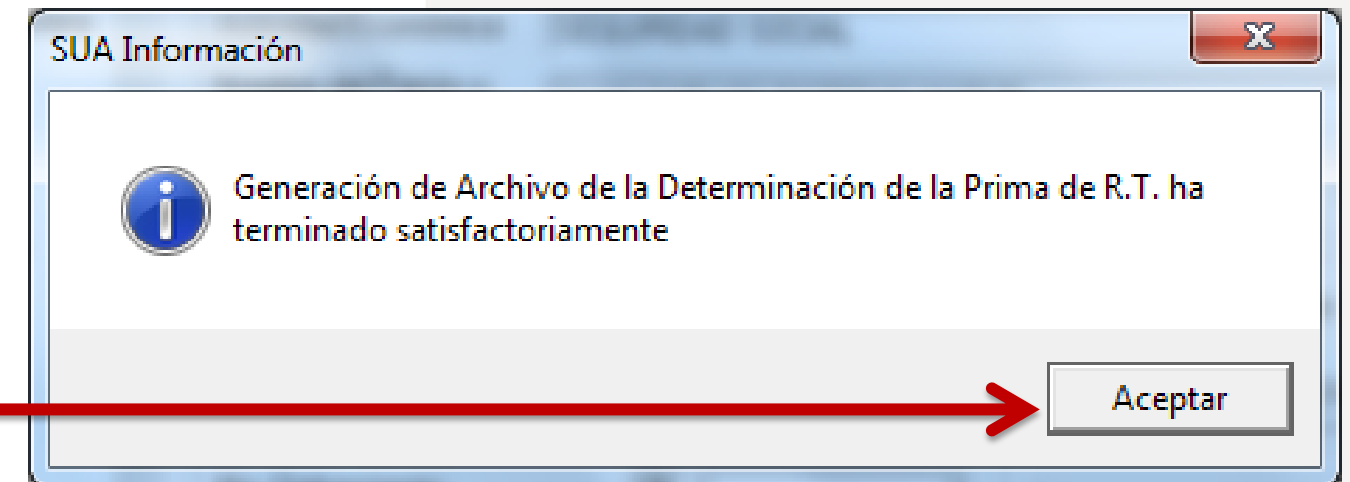 SUA Información
Generación de Archivo de la Determinación de la Prima de R.T. ha
terminado satisfactoriamente
Aceptar